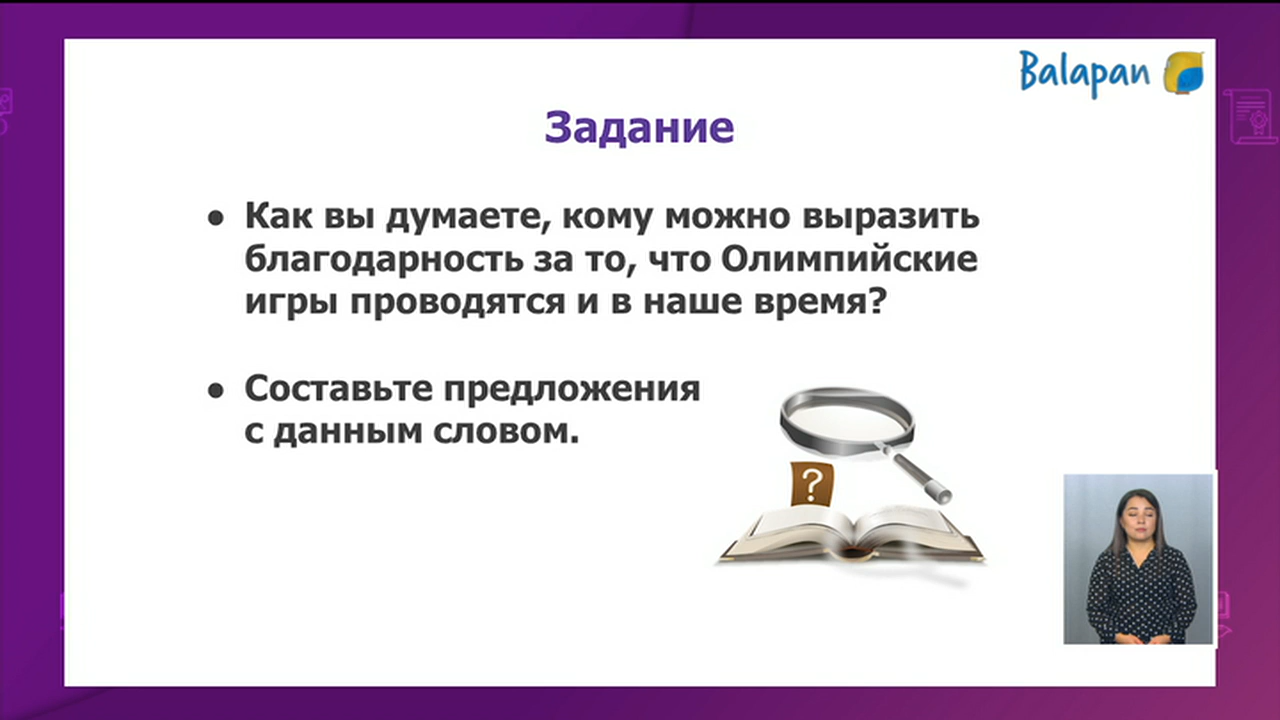 Balapan
Задание
● Как вы думаете, кому можно выразить
благодарность за то, что Олимпийские
игры проводятся и в наше время?
● Составьте предложения
с данным словом.
?